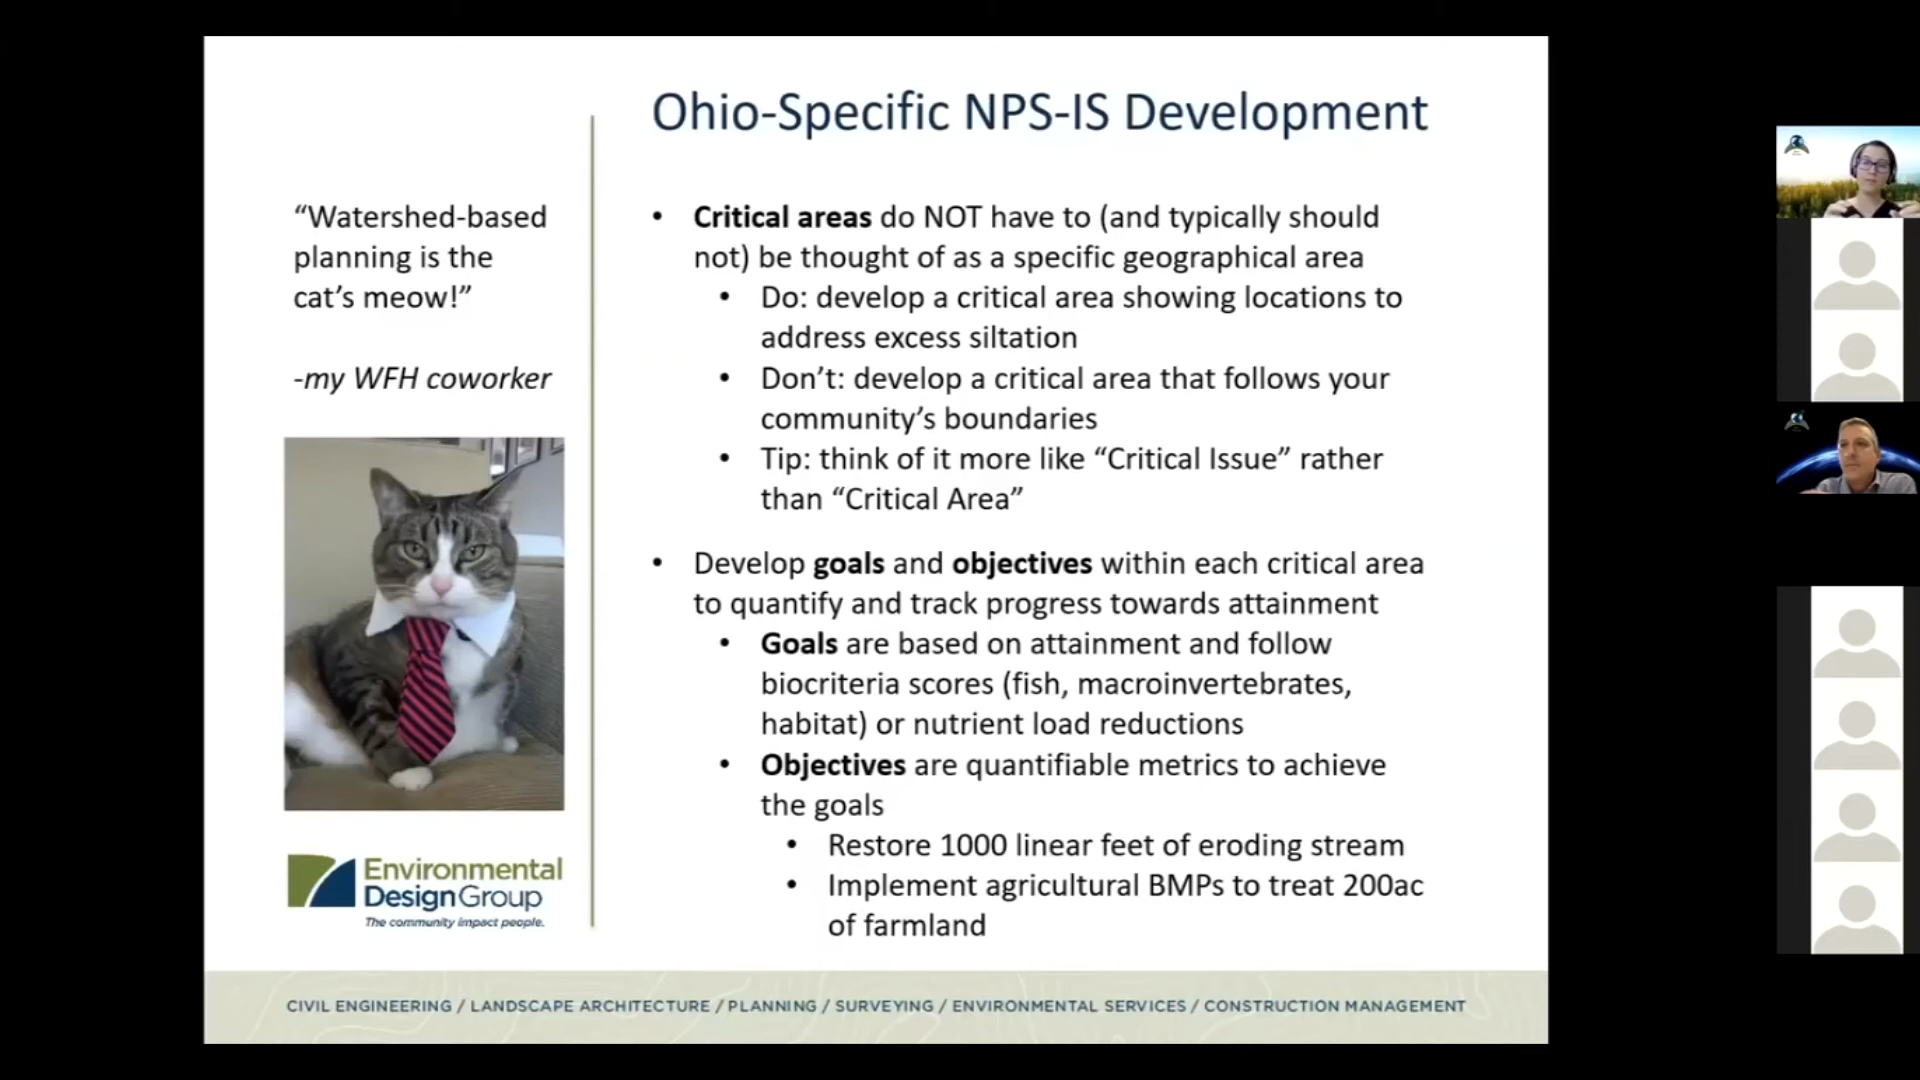 Ohio-Specific NPS-IS Development
“Watershed-based
planning is the
cat’s meow!”
-my WFH coworker
• Critical areas do NOT have to (and typically should
not) be thought of as a specific geographical area
• Do: develop a critical area showing locations to
address excess siltation
• Don’t: develop a critical area that follows your
community’s boundaries
• Tip: think of it more like “Critical Issue” rather
than “Critical Area”
• Develop goals and objectives within each critical area
to quantify and track progress towards attainment
• Goals are based on attainment and follow
biocriteria scores (fish, macroinvertebrates,
habitat) or nutrient load reductions
• Objectives are quantifiable metrics to achieve
the goals
• Restore 1000 linear feet of eroding stream
• Implement agricultural BMPs to treat 200ac
of farmland
Environmental
DesignGroup
The community impact people.
CIVIL ENGINEERING / LANDSCAPE ARCHITECTURE / PLANNING / SURVEYING / ENVIRONMENTAL SERVICES / CONSTRUCTION MANAGEMENT